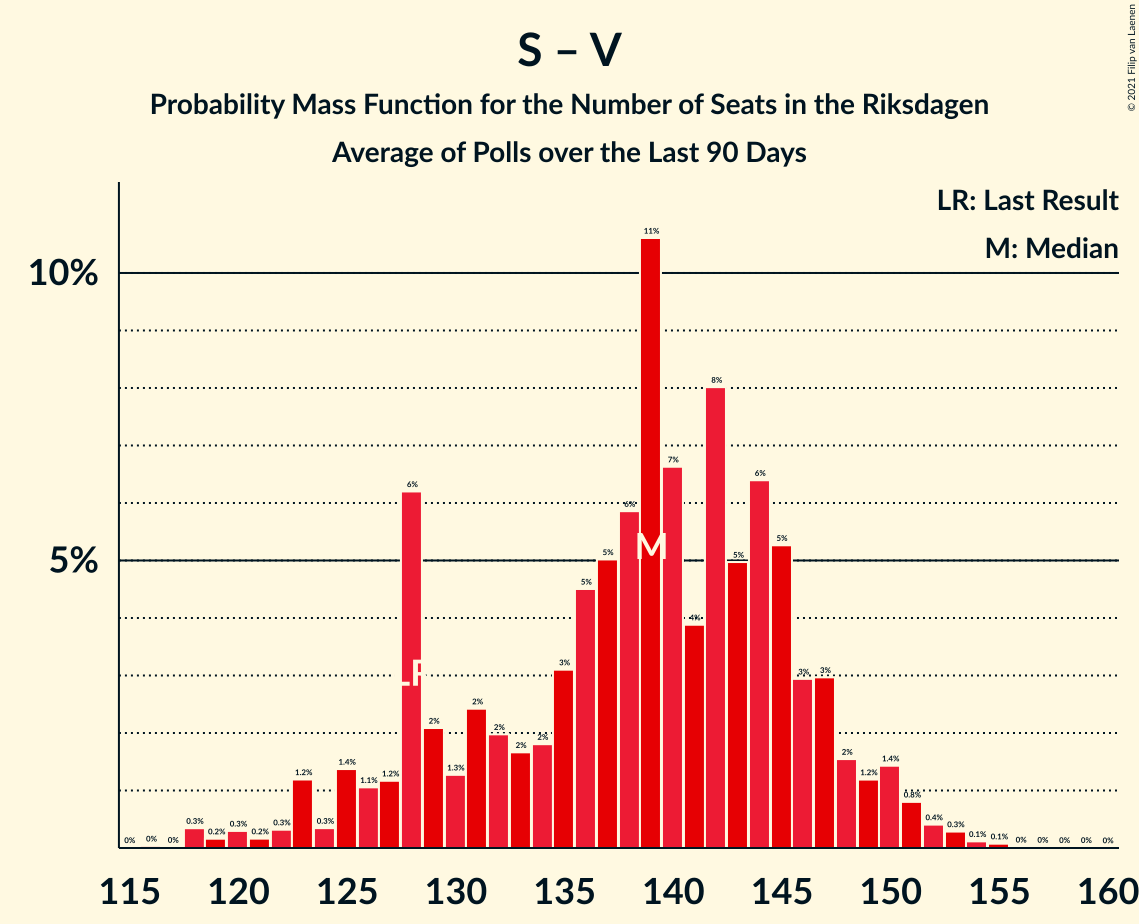 S – V
Probability Mass Function for the Number of Seats in the Riksdagen
Average of Polls over the Last 90 Days
© 2021 Filip van Laenen
LR: Last Result
M: Median
10%
5%
0% 0% 0% 0.3% 0.2% 0.3% 0.2% 0.3% 1.2% 0.3% 1.4% 1.1% 1.2% 6% 2% 1.3% 2% 2% 2% 2% 3% 5% 5% 6% 11% 7% 4% 8% 5% 6% 5% 3% 3% 2% 1.2% 1.4% 0.8% 0.4% 0.3% 0.1% 0.1% 0% 0% 0% 0% 0%
LR
M
115 120 125 130 135 140 145 150 155 160